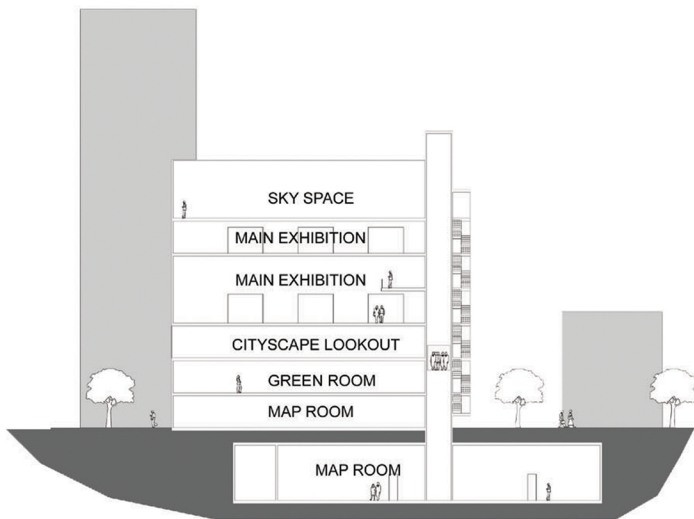 SKY SPACE
MAIN EXHIBITION
MAIN EXHIBITION
CITYSCAPE LOOKOUT
GREEN ROOM
MAP ROOM
MAP ROOM